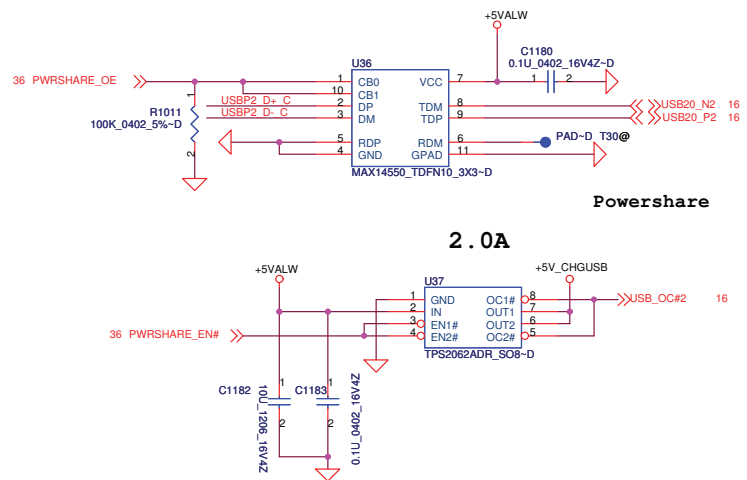 +5VALW
U36
C1180
0.1U_0402_16V4Z~D
36 PWRSHARE_OE
1 CB0 VCC 7 1 2
10 CB1
USBP2_D+_C 2 DP TDM 8 USB20_N2 16
USBP2_D-_C 3 DM TDP 9 USB20_P2 16
1
R1011
100K_0402_5%~D
2
5 RDP RDM 6 PAD~D T30@
4 GND GPAD 11
MAX14550_TDFN10_3X3~D
Powershare
2.0A
+5VALW
U37
+5V_CHGUSB
1 GND OC1# 8 USB_OC#2 16
2 IN OUT1 7
3 EN1# OUT2 6
36 PWRSHARE_EN# 4 EN2# OC2# 5
TPS2062ADR_SO8~D
C1182 1 10U_1206_16V4Z 2
C1183 1 0.1U_0402_16V4Z 2